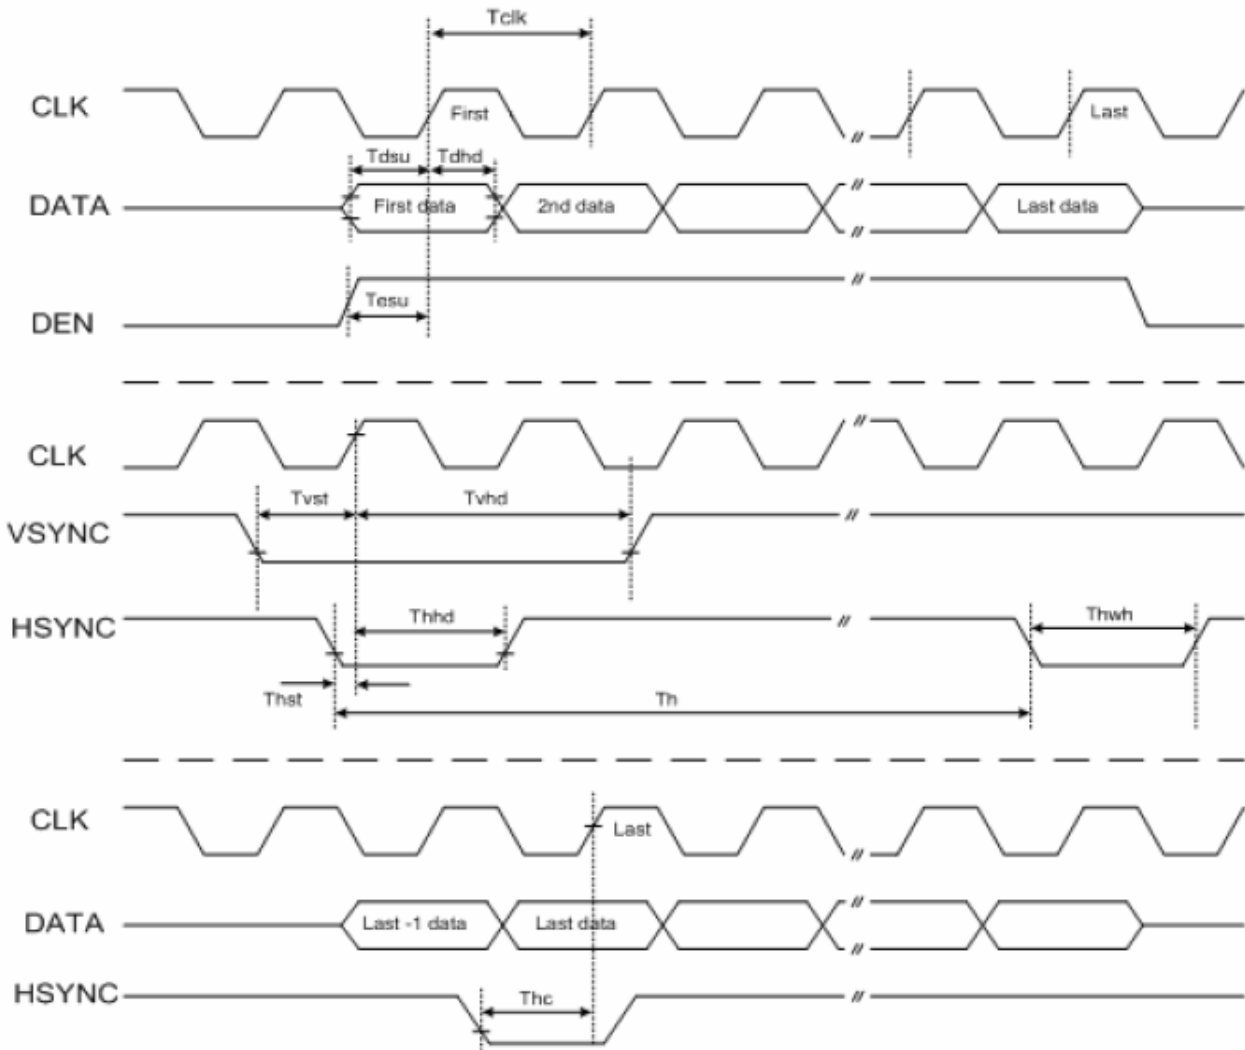 Tclk
CLK
First
Last
Tdsu
Tdhd
DATA
First data
2nd data
//
Last data
//
DEN
Tesu
//
//
CLK
//
Tvst
Tvhd
VSYNC
//
HSYNC
Thhd
//
Thwh
Thst
Th
CLK
Last
//
DATA
Last -1 data
Last data
//
//
HSYNC
Thc
//